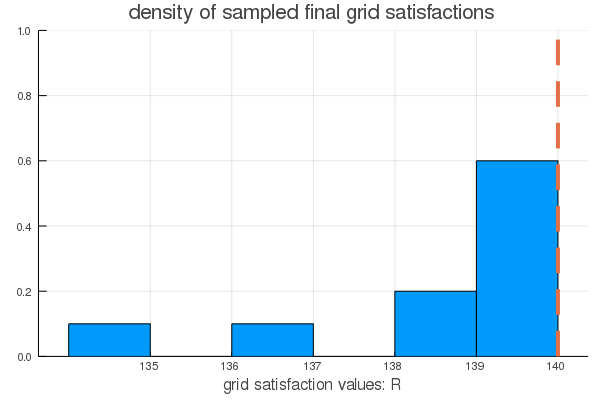 density of sampled final grid satisfactions
1.0
0.8
0.6
0.4
0.2
0.0
135 136 137 138 139 140
grid satisfaction values: R